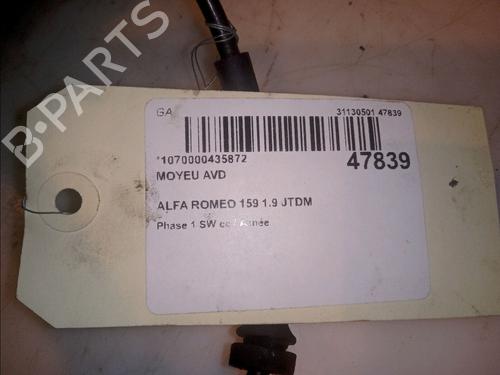 B-PARTS
GA
31130501 47839
*1070000435872
47839
MOYEU AVD
ALFA ROMEO 159 1.9 JTDM
Phase 1 SW